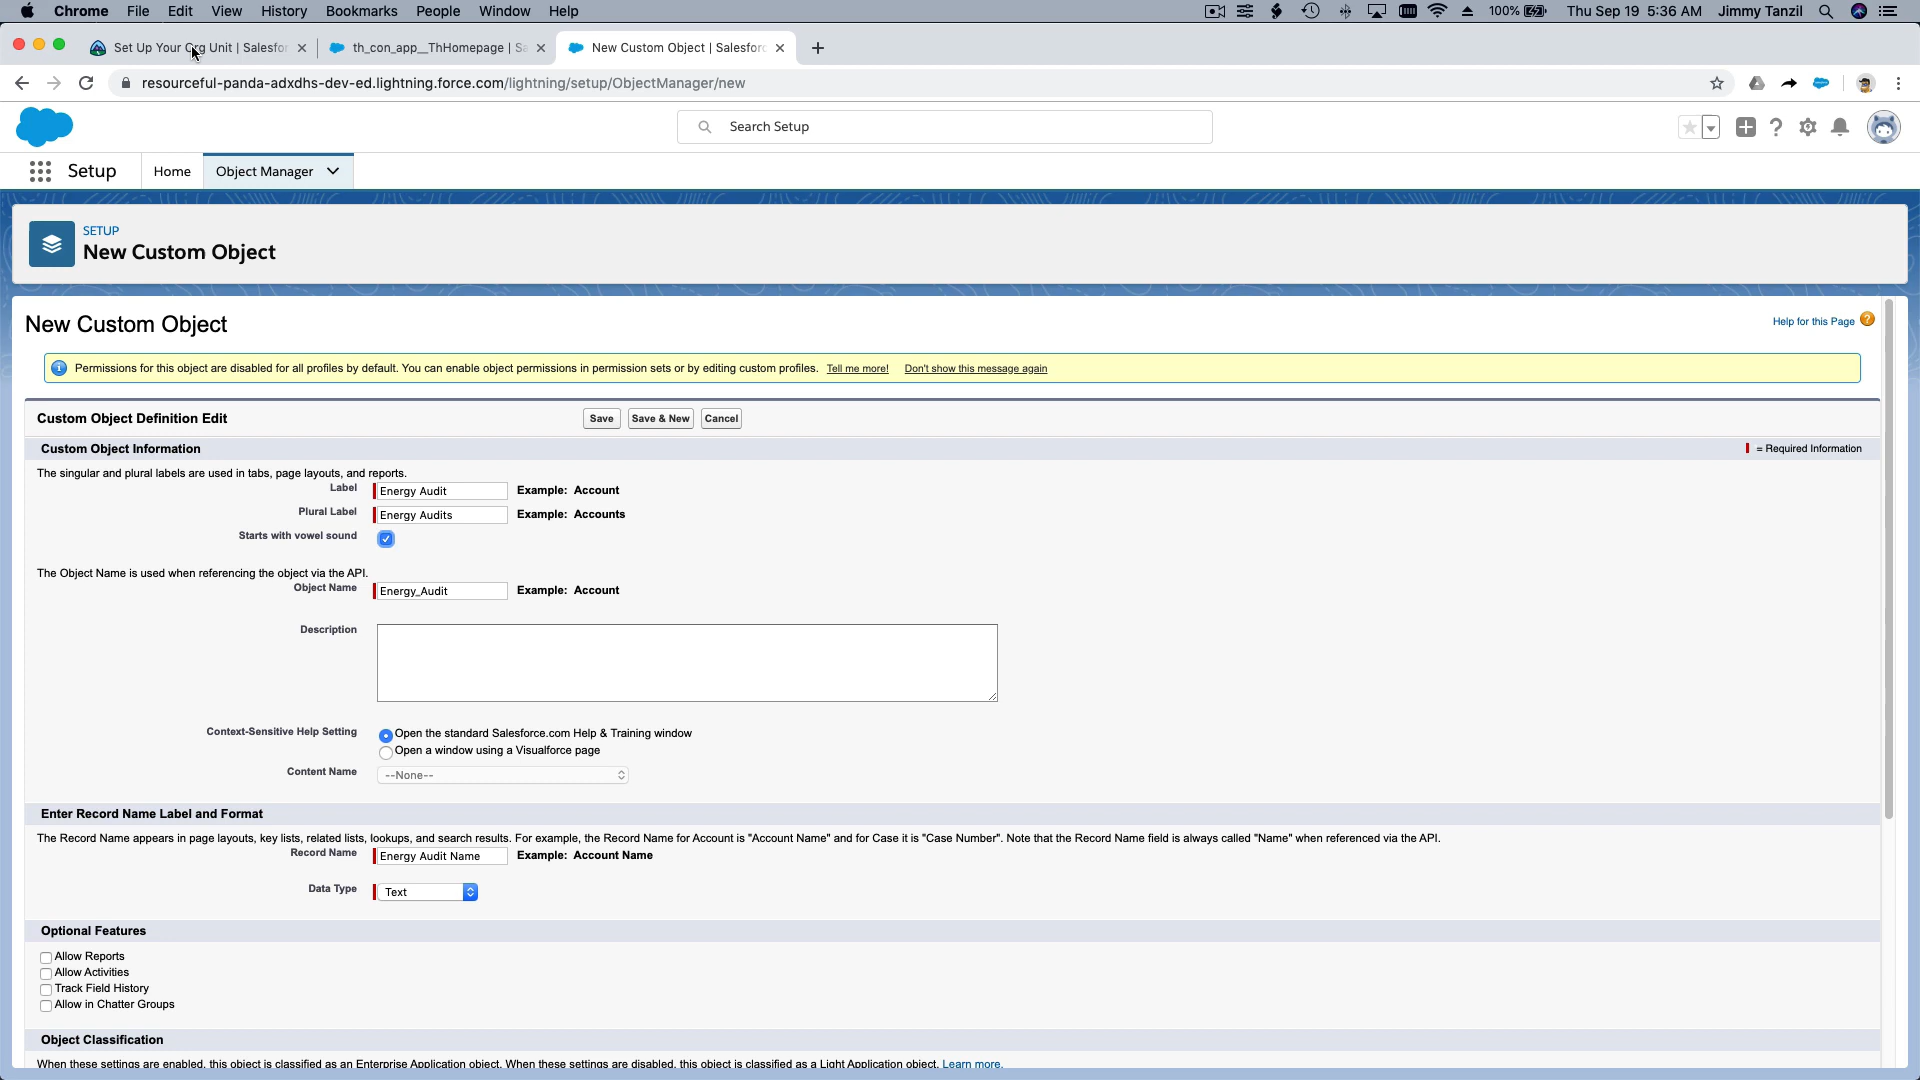 Chrome File Edit View History Bookmarks People Window Help 100% Thu Sep 19 5:36 AM Jimmy Tanzil
Set Up Your Org Unit | Salesfor th_con_app__ThHomepage | Sa New Custom Object | Salesforc
resourceful-panda-adxdhs-dev-ed.lightning.force.com/lightning/setup/ObjectManager/new
Search Setup
Setup Home Object Manager
SETUP
New Custom Object
New Custom Object
Help for this Page
Permissions for this object are disabled for all profiles by default. You can enable object permissions in permission sets or by editing custom profiles. Tell me more! Don't show this message again
Custom Object Definition Edit Save Save & New Cancel
Custom Object Information = Required Information
The singular and plural labels are used in tabs, page layouts, and reports.
Label Energy Audit Example: Account
Plural Label Energy Audits Example: Accounts
Starts with vowel sound
The Object Name is used when referencing the object via the API.
Object Name Energy_Audit Example: Account
Description
Context-Sensitive Help Setting Open the standard Salesforce.com Help & Training window
Open a window using a Visualforce page
Content Name --None--
Enter Record Name Label and Format
The Record Name appears in page layouts, key lists, related lists, lookups, and search results. For example, the Record Name for Account is "Account Name" and for Case it is "Case Number". Note that the Record Name field is always called "Name" when referenced via the API.
Record Name Energy Audit Name Example: Account Name
Data Type Text
Optional Features
Allow Reports
Allow Activities
Track Field History
Allow in Chatter Groups
Object Classification
When these settings are enabled, this object is classified as an Enterprise Application object. When these settings are disabled, this object is classified as a Light Application object. Learn more.